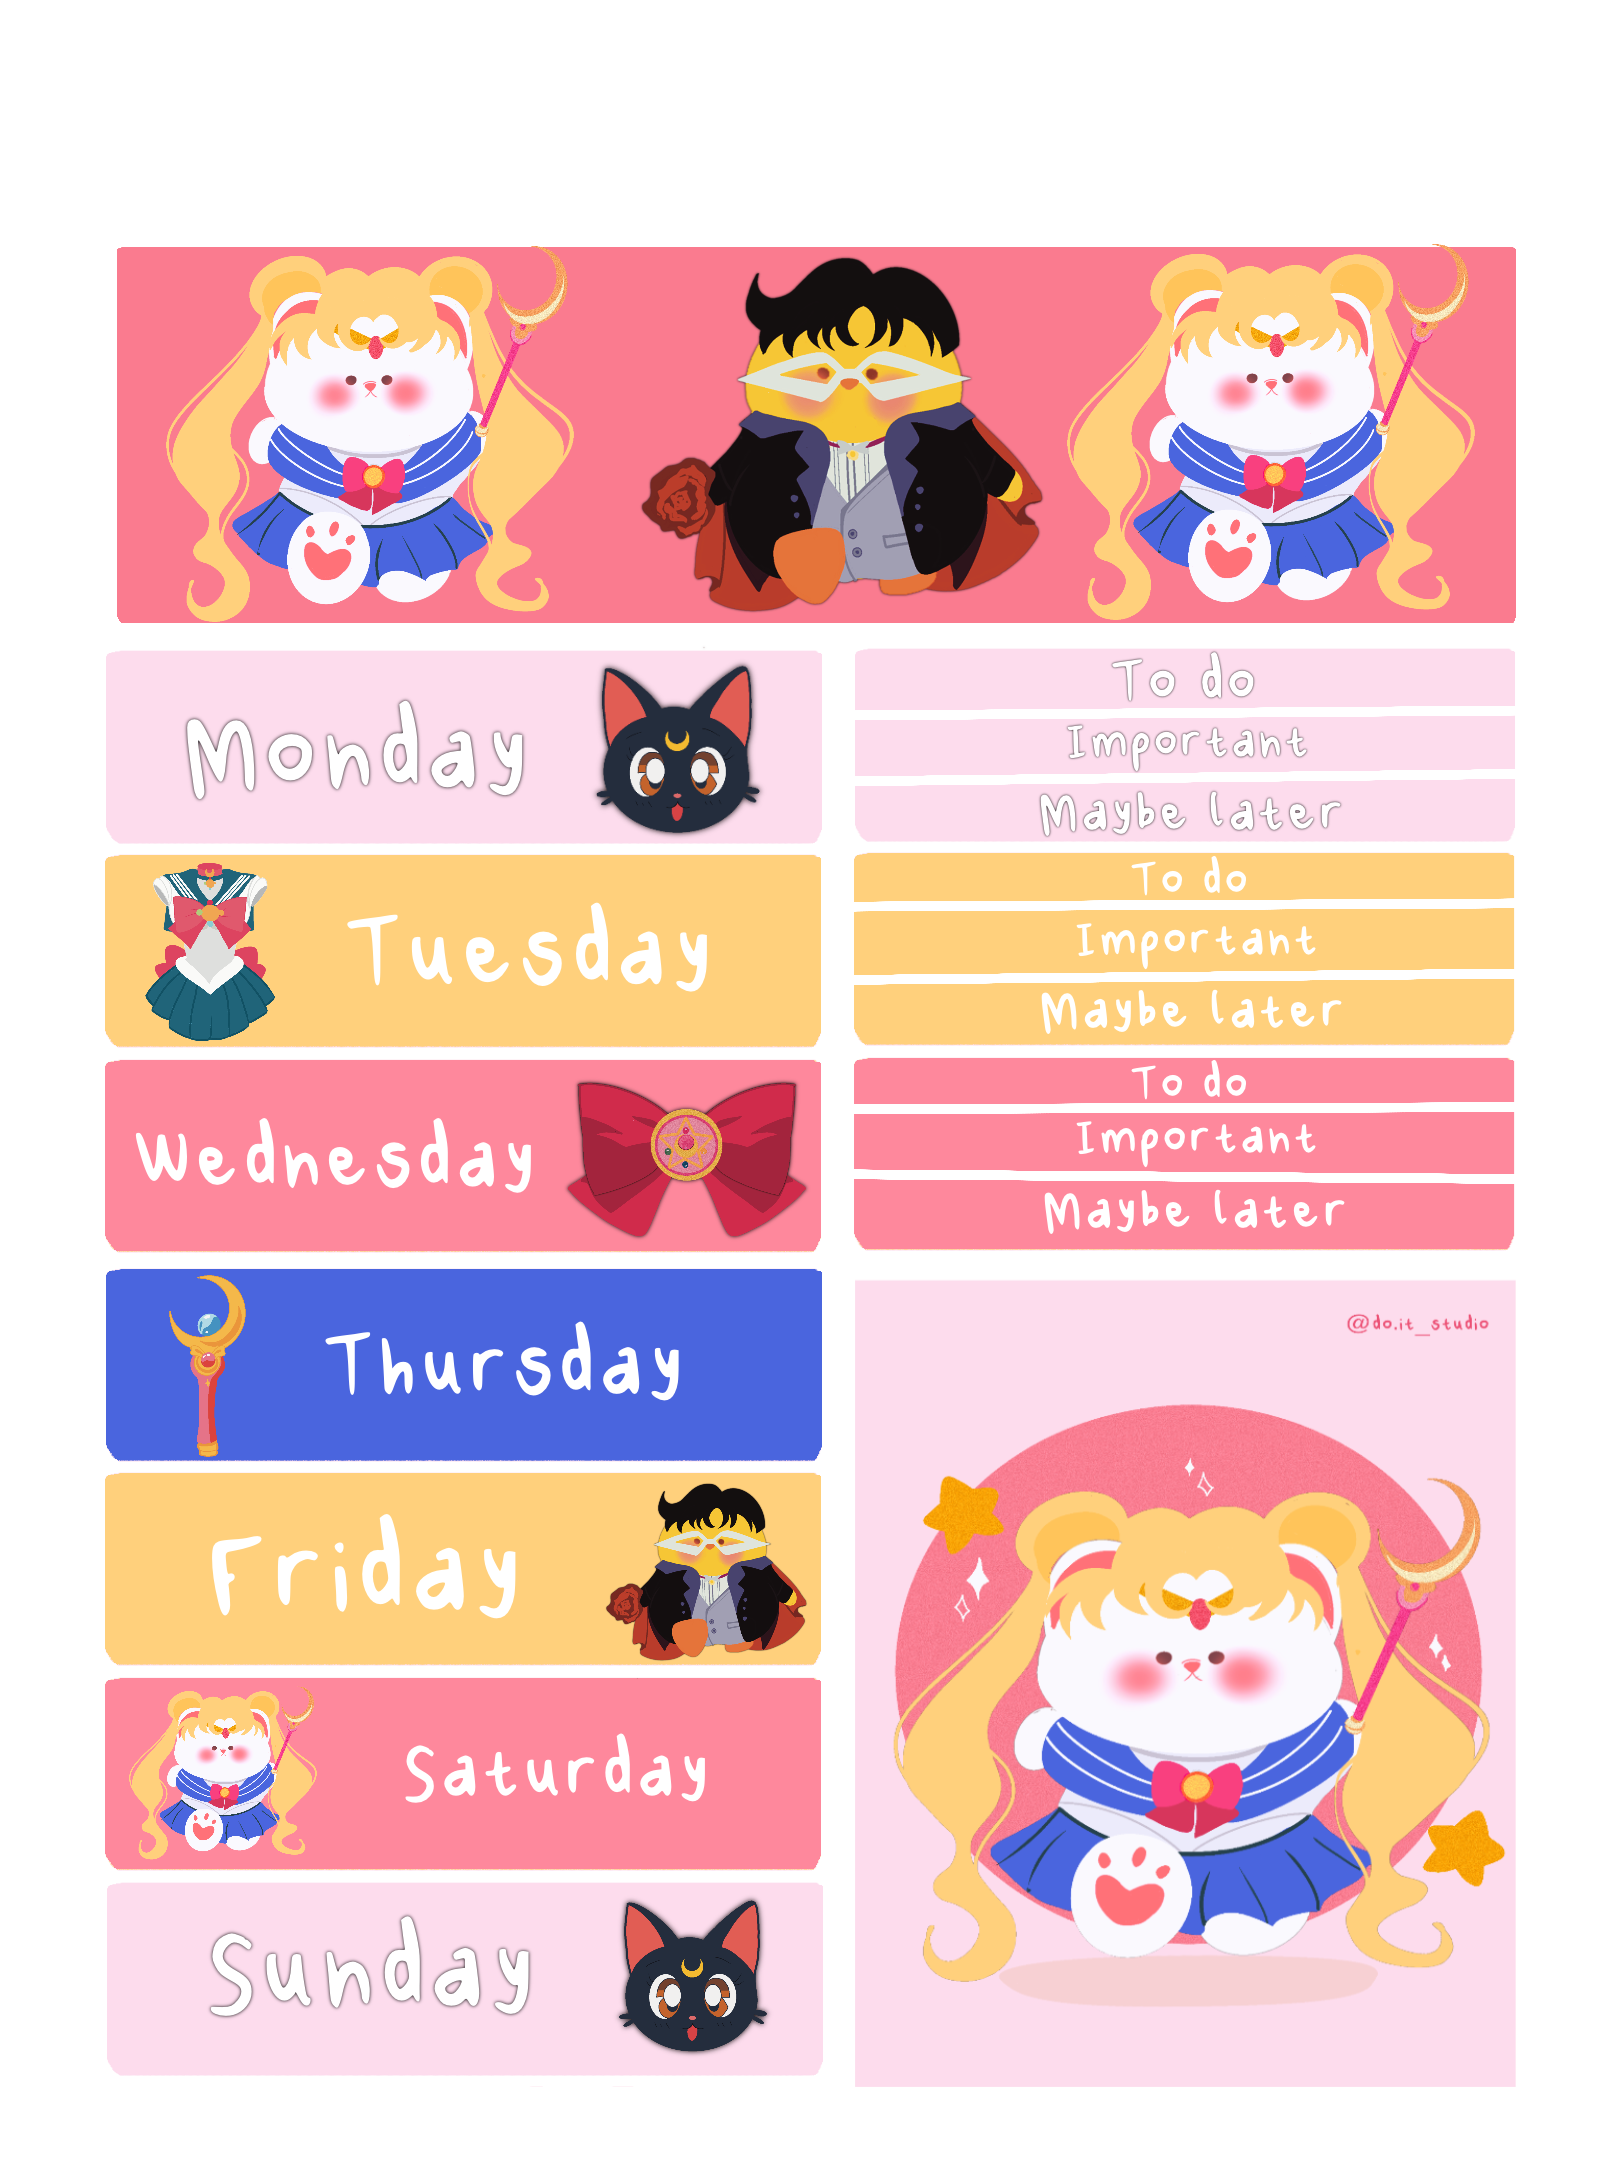 Monday
Tuesday
Wednesday
Thursday
Friday
Saturday
Sunday
To do
Important
Maybe later
To do
Important
Maybe later
To do
Important
Maybe later
@do.it_studio